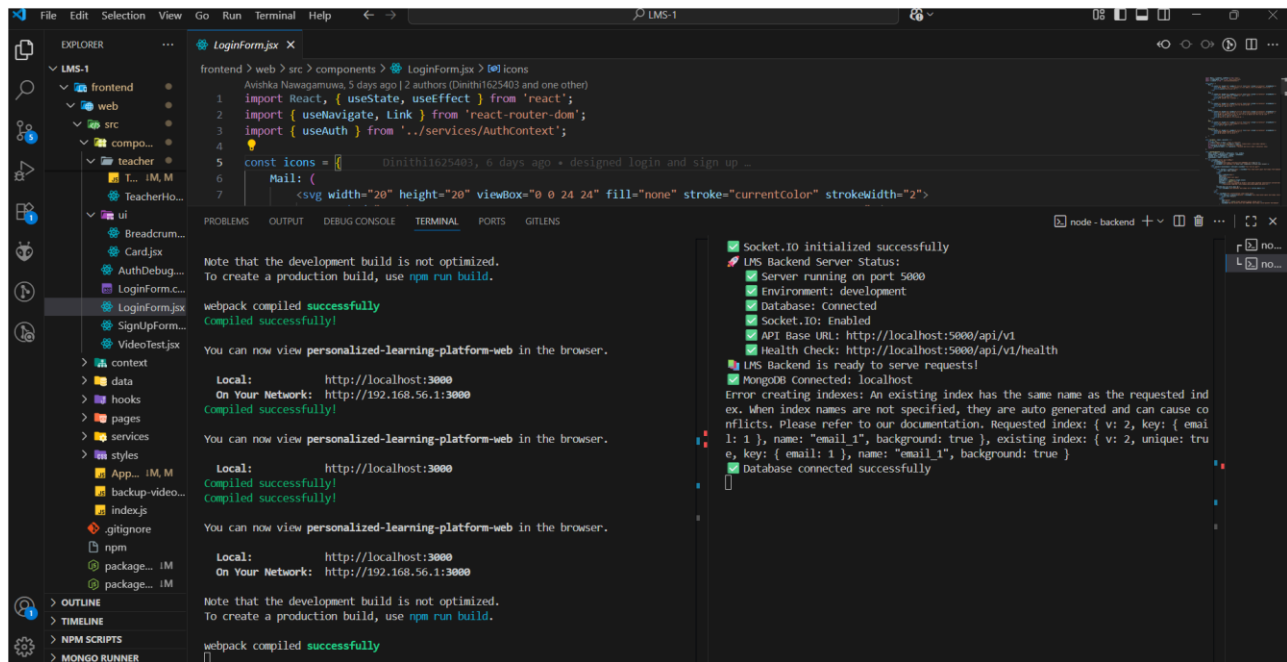 File Edit Selection View Go Run Terminal Help
LMS-1
EXPLORER
LMS-1
frontend
web
src
compo...
teacher
T... M, M
TeacherHo...
ui
Breadcrum...
Card.jsx
AuthDebug....
LoginForm.c...
LoginForm.jsx
SignUpForm...
VideoTest.jsx
context
data
hooks
pages
services
styles
App... M, M
backup-video...
index.js
.gitignore
npm
package... M
package... M
OUTLINE
TIMELINE
NPM SCRIPTS
MONGO RUNNER
5
1
1
LoginForm.jsx
frontend > web > src > components > LoginForm.jsx > icons
Avishka Nawagamuwa, 5 days ago | 2 authors (Dinithi1625403 and one other)
1 import React, { useState, useEffect } from 'react';
2 import { useNavigate, Link } from 'react-router-dom';
3 import { useAuth } from '../services/AuthContext';
4
5 const icons = { Dinithi1625403, 6 days ago • designed login and sign up …
6 Mail: (
7 <svg width="20" height="20" viewBox="0 0 24 24" fill="none" stroke="currentColor" strokeWidth="2">
PROBLEMS OUTPUT DEBUG CONSOLE TERMINAL PORTS GITLENS
node - backend
no...
no...
Note that the development build is not optimized.
To create a production build, use npm run build.
webpack compiled successfully
Compiled successfully!
You can now view personalized-learning-platform-web in the browser.
Local: http://localhost:3000
On Your Network: http://192.168.56.1:3000
Compiled successfully!
You can now view personalized-learning-platform-web in the browser.
Local: http://localhost:3000
Compiled successfully!
Compiled successfully!
You can now view personalized-learning-platform-web in the browser.
Local: http://localhost:3000
On Your Network: http://192.168.56.1:3000
Note that the development build is not optimized.
To create a production build, use npm run build.
webpack compiled successfully
✅ Socket.IO initialized successfully
🚀 LMS Backend Server Status:
✅ Server running on port 5000
✅ Environment: development
✅ Database: Connected
✅ Socket.IO: Enabled
✅ API Base URL: http://localhost:5000/api/v1
✅ Health Check: http://localhost:5000/api/v1/health
📚 LMS Backend is ready to serve requests!
✅ MongoDB Connected: localhost
Error creating indexes: An existing index has the same name as the requested ind
ex. When index names are not specified, they are auto generated and can cause co
nflicts. Please refer to our documentation. Requested index: { v: 2, key: { emai
l: 1 }, name: "email_1", background: true }, existing index: { v: 2, unique: tru
e, key: { email: 1 }, name: "email_1", background: true }
✅ Database connected successfully